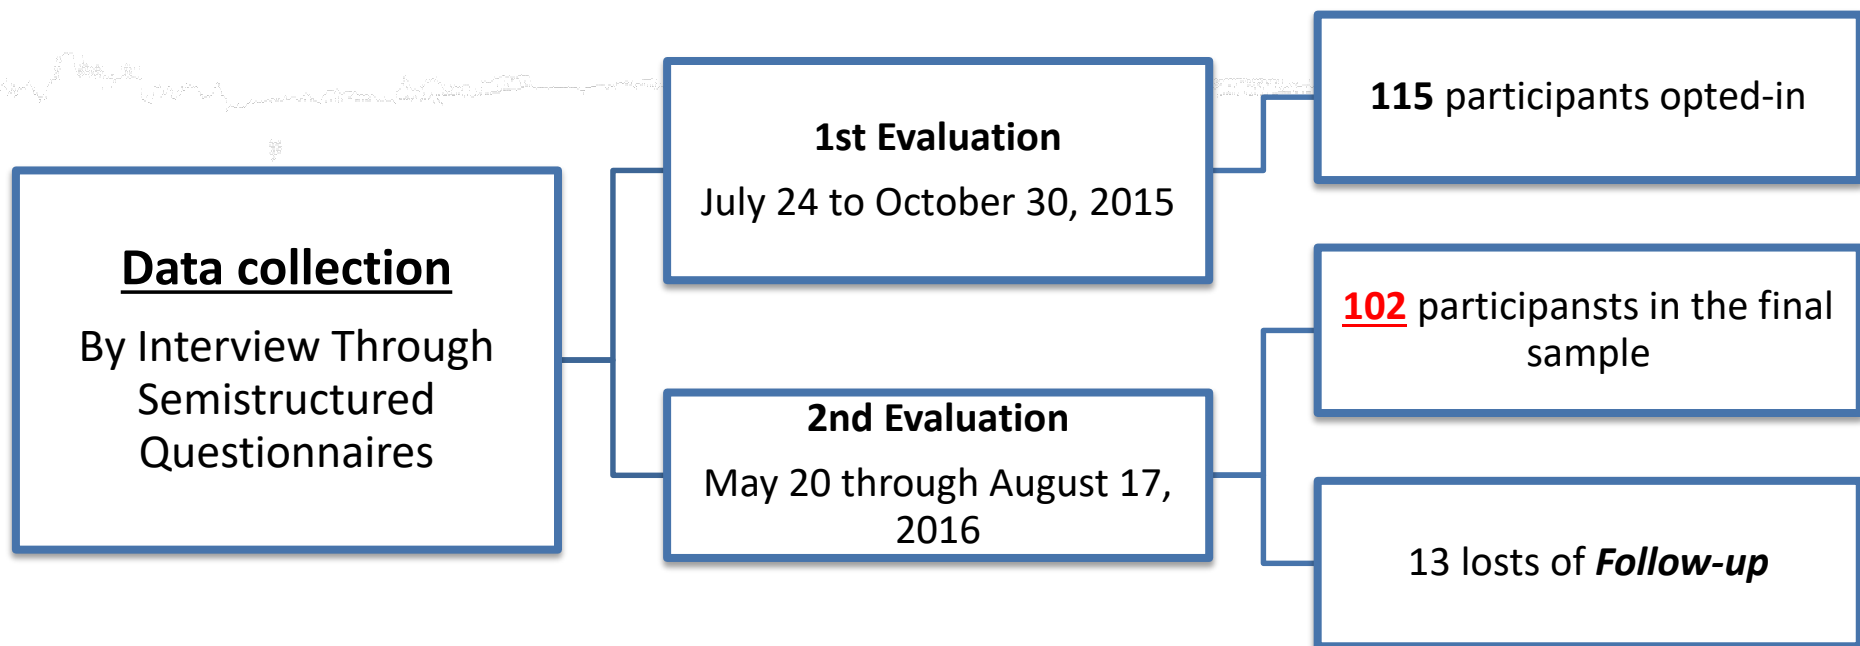 Data collection
By Interview Through
Semistructured
Questionnaires
1st Evaluation
July 24 to October 30, 2015
2nd Evaluation
May 20 through August 17,
2016
115 participants opted-in
102 participansts in the final
sample
13 losts of Follow-up